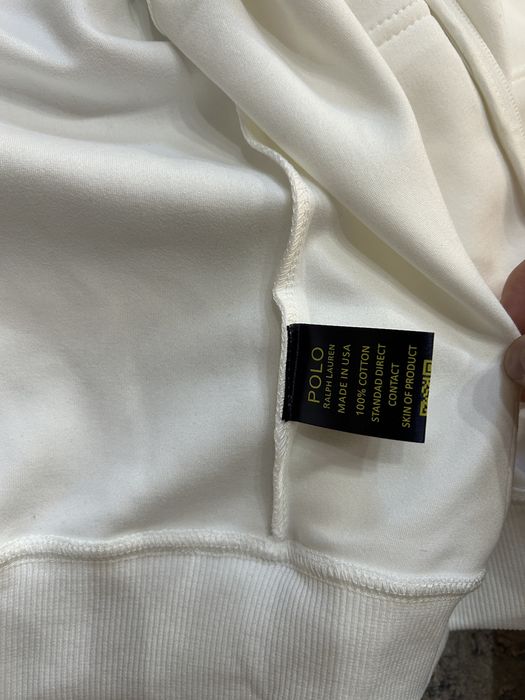 POLO
RALPH LAUREN
MADE IN USA
100% COTTON
STANDAD DIRECT
CONTACT
SKIN OF PRODUCT